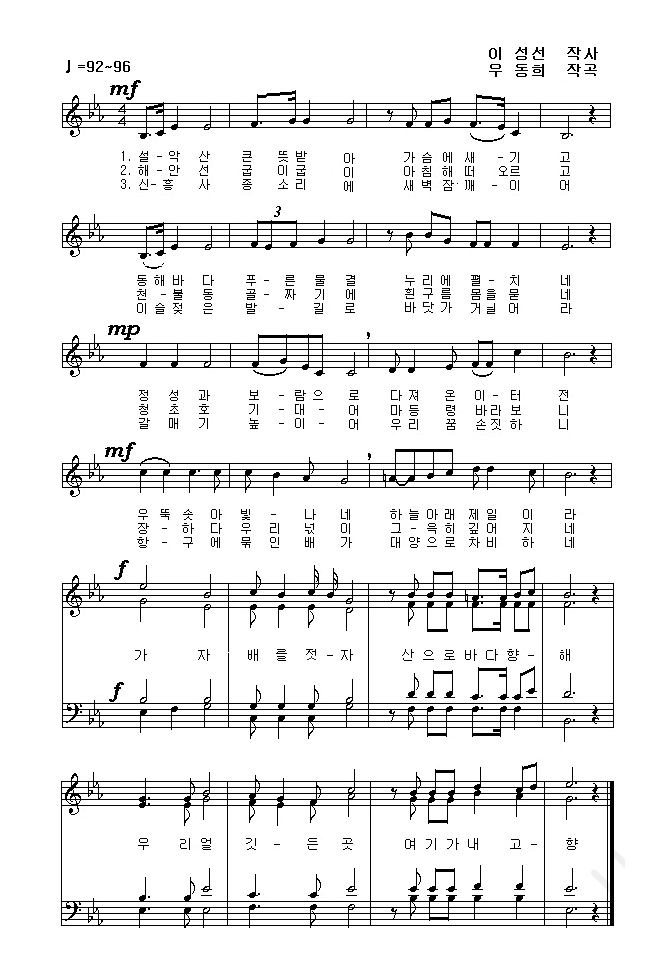 이 성선 작사
♩=92~96
우 동희 작곡
mf
4
4
1. 설-악 산 큰 뜻 받 아 가 슴 에 새 - 기 고
2. 해-안 선 굽 이 굽 이 아 침 해 떠 오 르 고
3. 신-흥 사 종 소 리 에 새 벽 잠 깨 - 이 어
3
동 해 바 다 푸 - 른 물 결 누 리 에 펼 - 치 네
천 - 불 동 골 - 짜 기 에 흰 구 름 몸 을 묻 네
이 슬 젖 은 발 - 길 로 바 닷 가 거 닐 어 라
mp
정 성 과 보 - 람 으 로 다 져 온 이 - 터 전
청 초 호 기 - 대 - 어 마 등 령 바 라 보 니
갈 매 기 높 - 이 - 어 우 리 꿈 손 짓 하 니
mf
우 뚝 솟 아 빛 - 나 네 하 늘 아 래 제 일 이 라
장 - 하 다 우 리 넋 이 그 - 윽 히 깊 여 지 네
항 - 구 에 묶 인 배 가 대 양 으 로 차 비 하 네
f
가 자 배 를 젓 - 자 산 으 로 바 다 향 - 해
f
우 리 얼 깃 - 든 곳 여 기 가 내 고 - 향